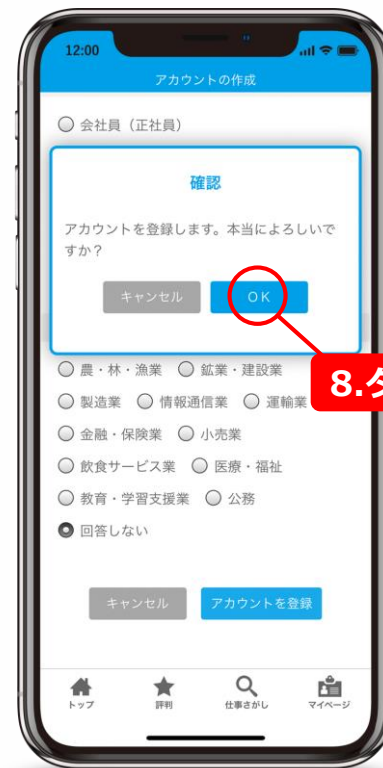 12:00
アカウントの作成
会社員（正社員）
確認
アカウントを登録します。本当によろしいで
すか？
キャンセル OK
農・林・漁業 鉱業・建設業
8.タ
製造業 情報通信業 運輸業
金融・保険業 小売業
飲食サービス業 医療・福祉
教育・学習支援業 公務
回答しない
キャンセル アカウントを登録
トップ 評判 仕事さがし マイページ